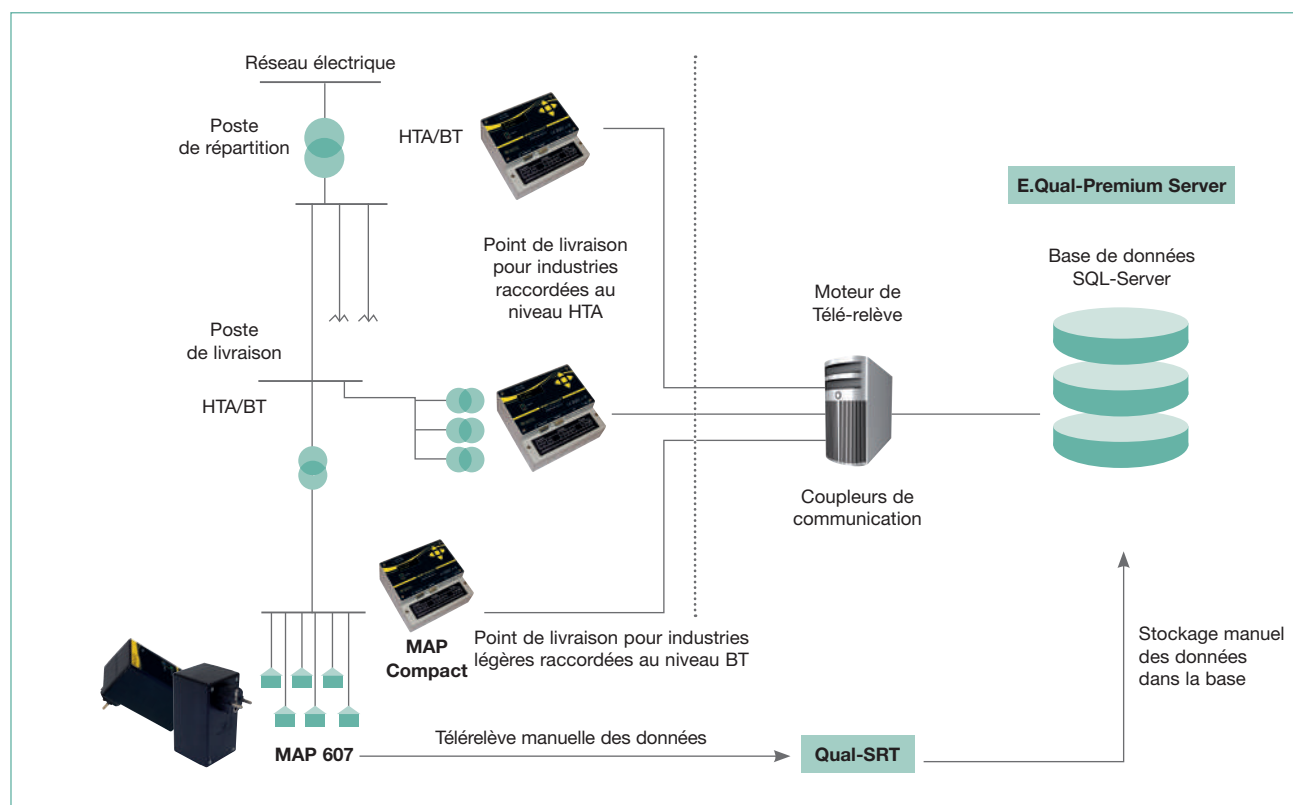 Réseau électrique
Poste
de répartition
HTA/BT
E.Qual-Premium Server
Point de livraison
pour industries
raccordées au
niveau HTA
Base de données
SQL-Server
Moteur de
Télé-relève
Poste
de livraison
HTA/BT
Coupleurs de
communication
MAP
Compact
Point de livraison pour industries
légères raccordées au niveau BT
Stockage manuel
des données
dans la base
MAP 607
Télérelève manuelle des données
Qual-SRT